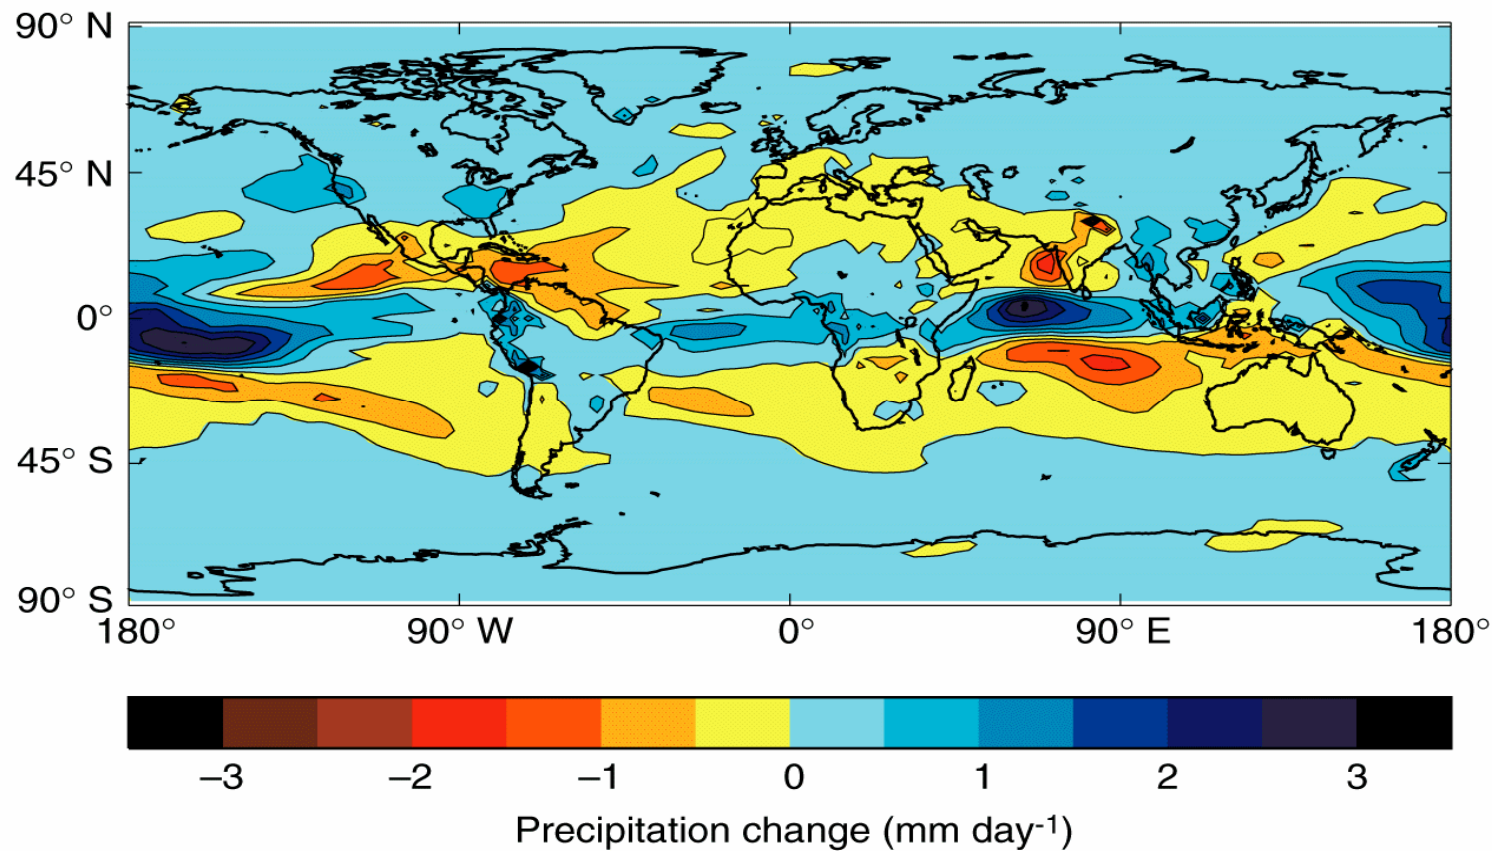 90° N
45° N
0°
45° S
90° S
180° 90° W 0° 90° E 180°
–3 –2 –1 0 1 2 3
Precipitation change (mm day-1)